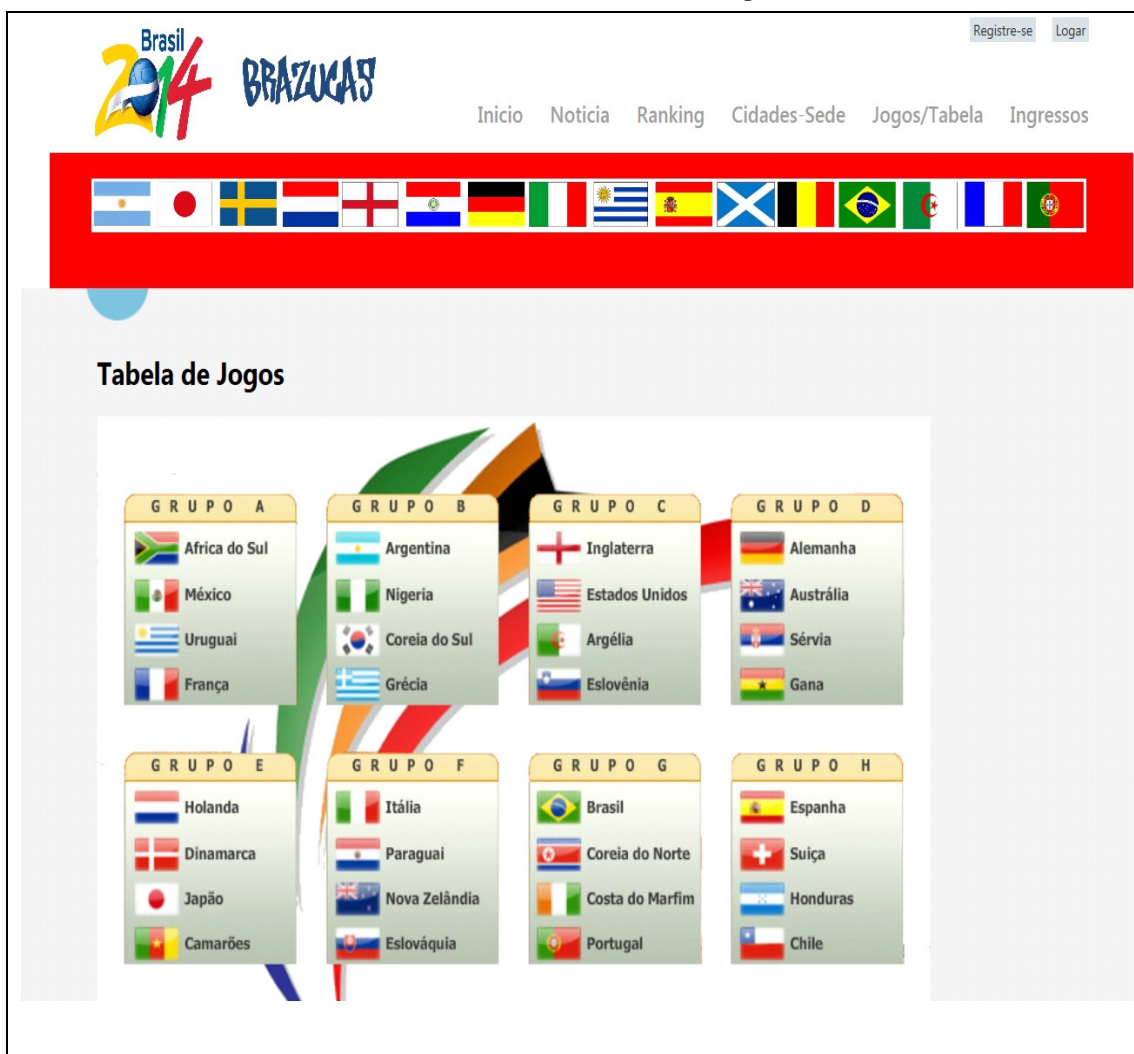 Registre-se Logar
Brasil
2014
BRAZUCAS
Inicio Noticia Ranking Cidades-Sede Jogos/Tabela Ingressos
Tabela de Jogos
GRUPO A
Africa do Sul
México
Uruguai
França
GRUPO B
Argentina
Nigeria
Coreia do Sul
Grécia
GRUPO C
Inglaterra
Estados Unidos
Argélia
Eslovênia
GRUPO D
Alemanha
Austrália
Sérvia
Gana
GRUPO E
Holanda
Dinamarca
Japão
Camarões
GRUPO F
Itália
Paraguai
Nova Zelândia
Eslováquia
GRUPO G
Brasil
Coreia do Norte
Costa do Marfim
Portugal
GRUPO H
Espanha
Suiça
Honduras
Chile